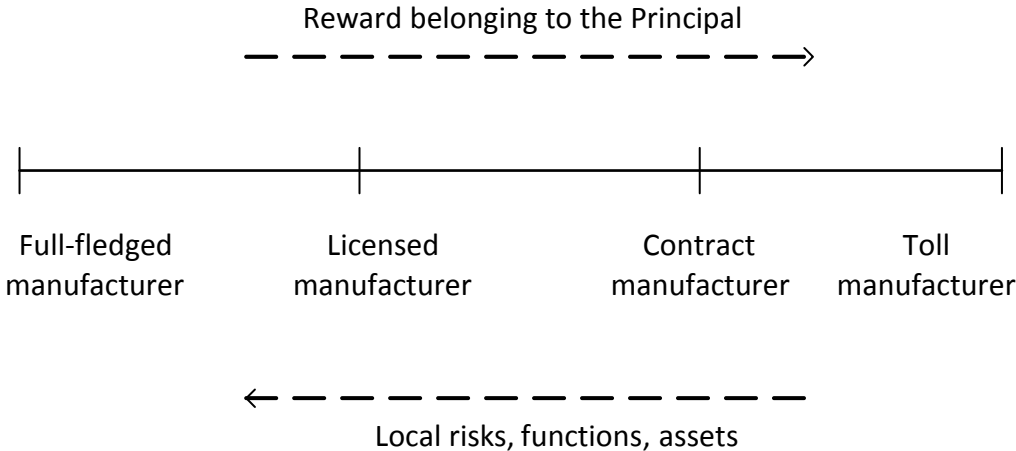 Reward belonging to the Principal
Full-fledged manufacturer
Licensed manufacturer
Contract manufacturer
Toll manufacturer
Local risks, functions, assets